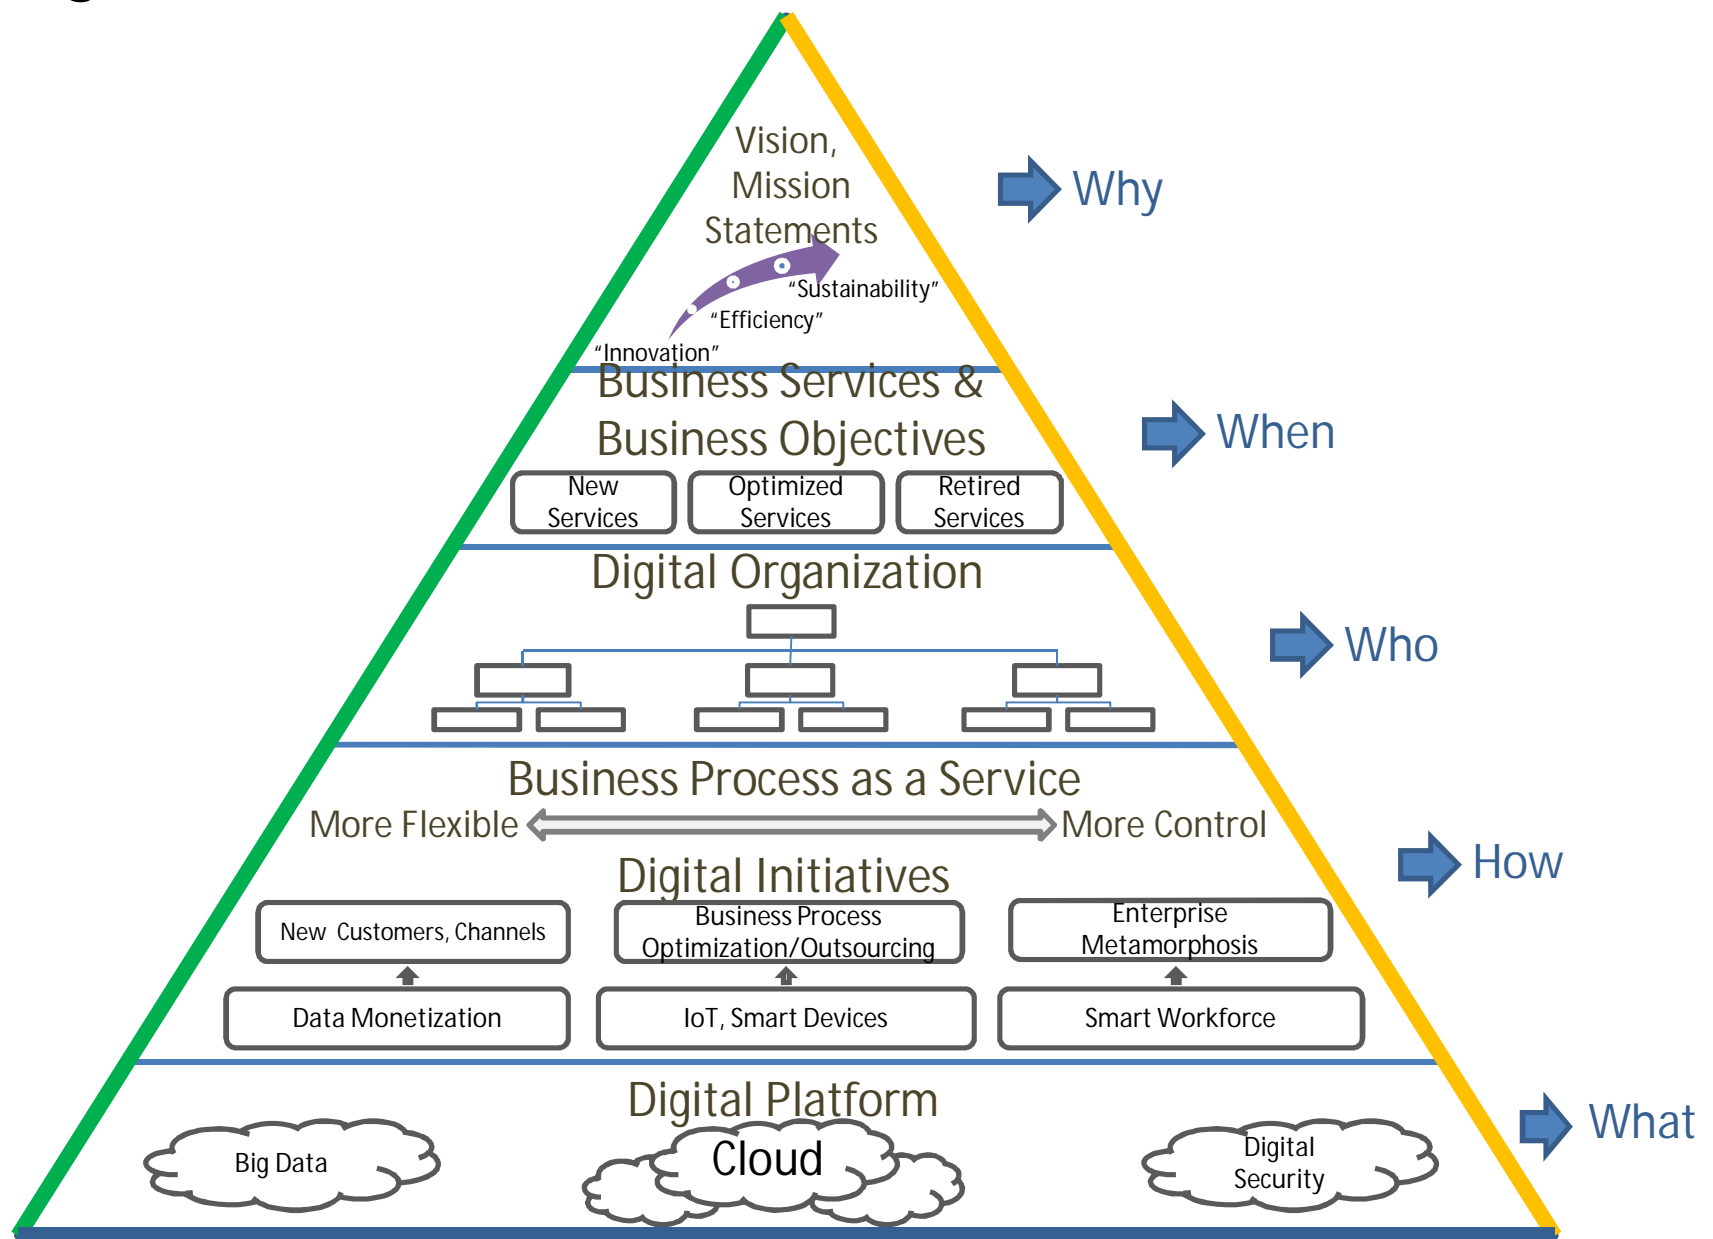 Vision,
Mission
Statements
Why
“Sustainability”
“Efficiency”
“Innovation”
Business Services &
Business Objectives
When
New
Services
Optimized
Services
Retired
Services
Digital Organization
Who
Business Process as a Service
More Flexible
More Control
Digital Initiatives
How
New Customers, Channels
Business Process
Optimization/Outsourcing
Enterprise
Metamorphosis
Data Monetization
IoT, Smart Devices
Smart Workforce
Digital Platform
What
Big Data
Cloud
Digital
Security